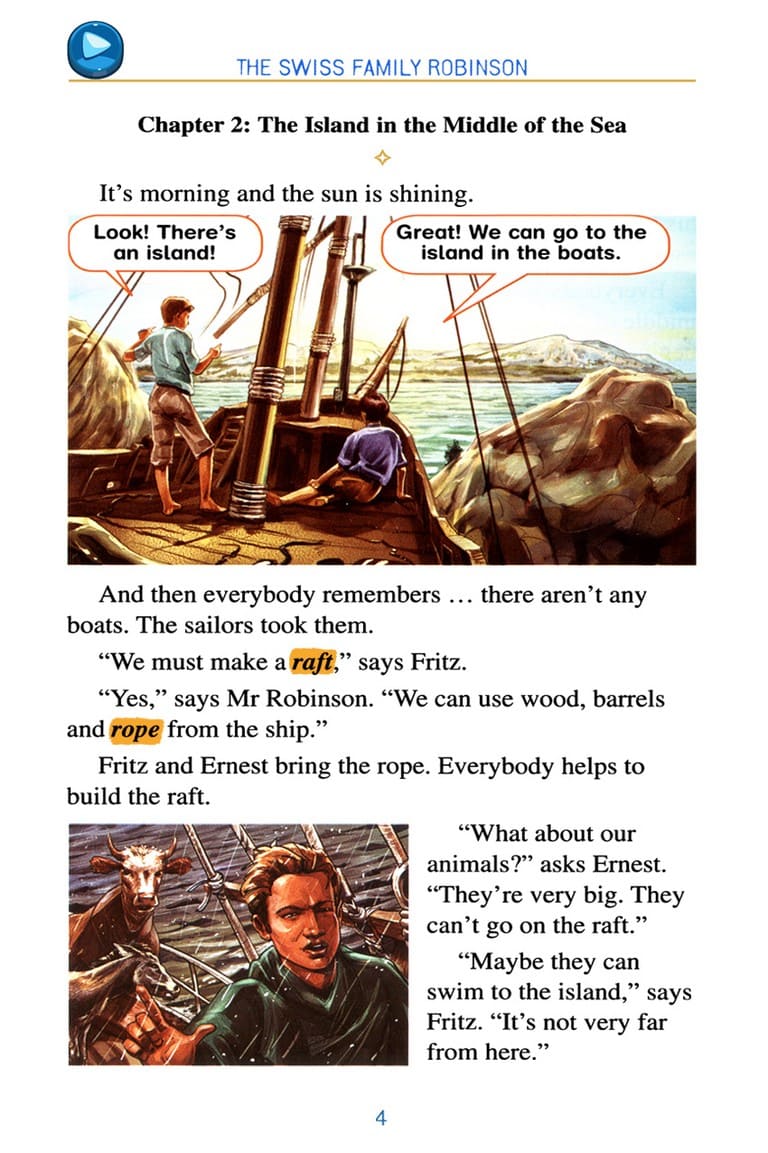 THE SWISS FAMILY ROBINSON
Chapter 2: The Island in the Middle of the Sea
It’s morning and the sun is shining.
Look! There’s
an island!
Great! We can go to the
island in the boats.
And then everybody remembers … there aren’t any
boats. The sailors took them.
“We must make a raft,” says Fritz.
“Yes,” says Mr Robinson. “We can use wood, barrels
and rope from the ship.”
Fritz and Ernest bring the rope. Everybody helps to
build the raft.
“What about our
animals?” asks Ernest.
“They’re very big. They
can’t go on the raft.”
“Maybe they can
swim to the island,” says
Fritz. “It’s not very far
from here.”
4